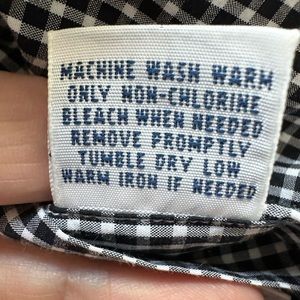 MACHINE WASH WARM
ONLY NON-CHLORINE
BLEACH WHEN NEEDED
REMOVE PROMPTLY
TUMBLE DRY LOW
WARM IRON IF NEEDED